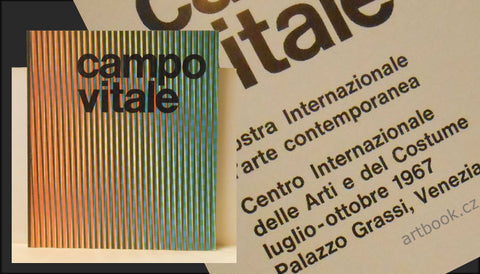 campo
vitale
itale
ostra Internazionale
'arte contemporanea
Centro Internazionale
delle Arti e del Costume
luglio-ottobre 1967
Palazzo Grassi, Venezia
artbook.cz